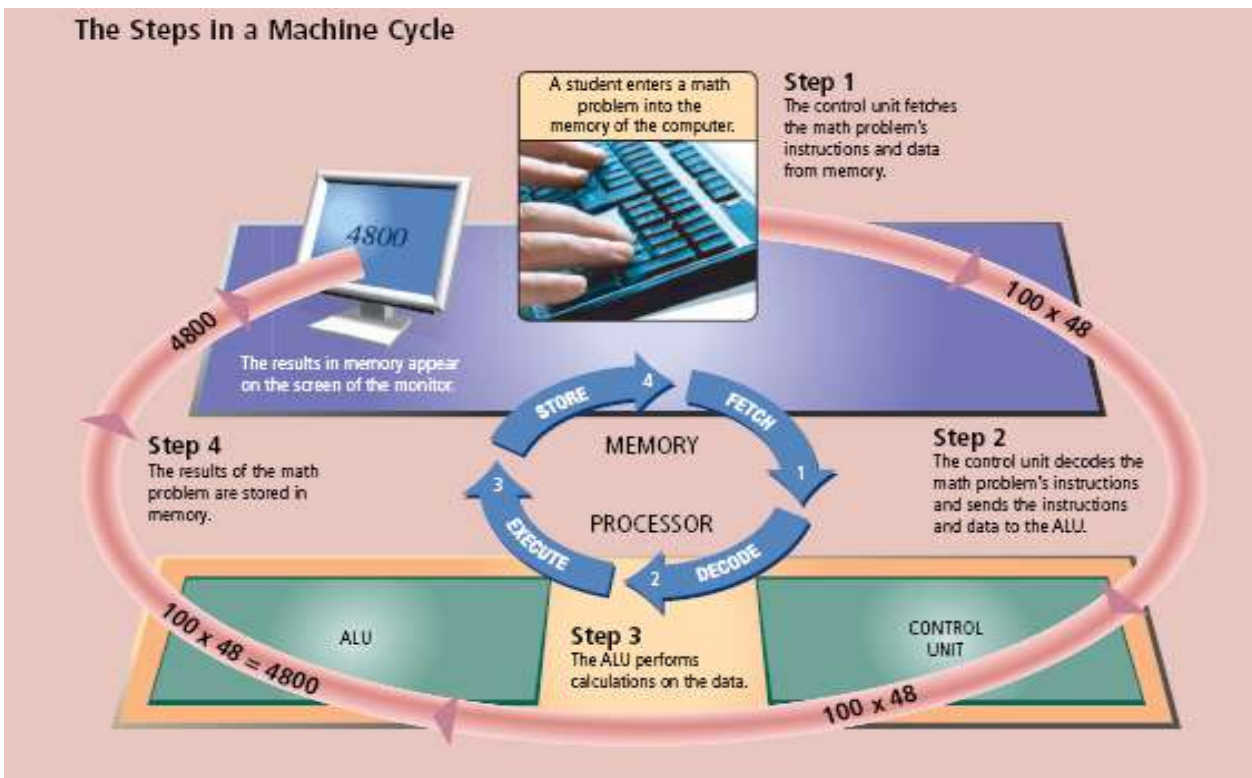 The Steps in a Machine Cycle
A student enters a math
problem into the
memory of the computer.
Step 1
The control unit fetches
the math problem's
instructions and data
from memory.
4800
100 x 48
4800
The results in memory appear
on the screen of the monitor.
STORE
4
FETCH
1
MEMORY
Step 2
The control unit decodes the
math problem's instructions
and sends the instructions
and data to the ALU.
Step 4
The results of the math
problem are stored in
memory.
3
EXECUTE
PROCESSOR
2
DECODE
ALU
CONTROL
UNIT
Step 3
The ALU performs
calculations on the data.
100 x 48 = 4800
100 x 48